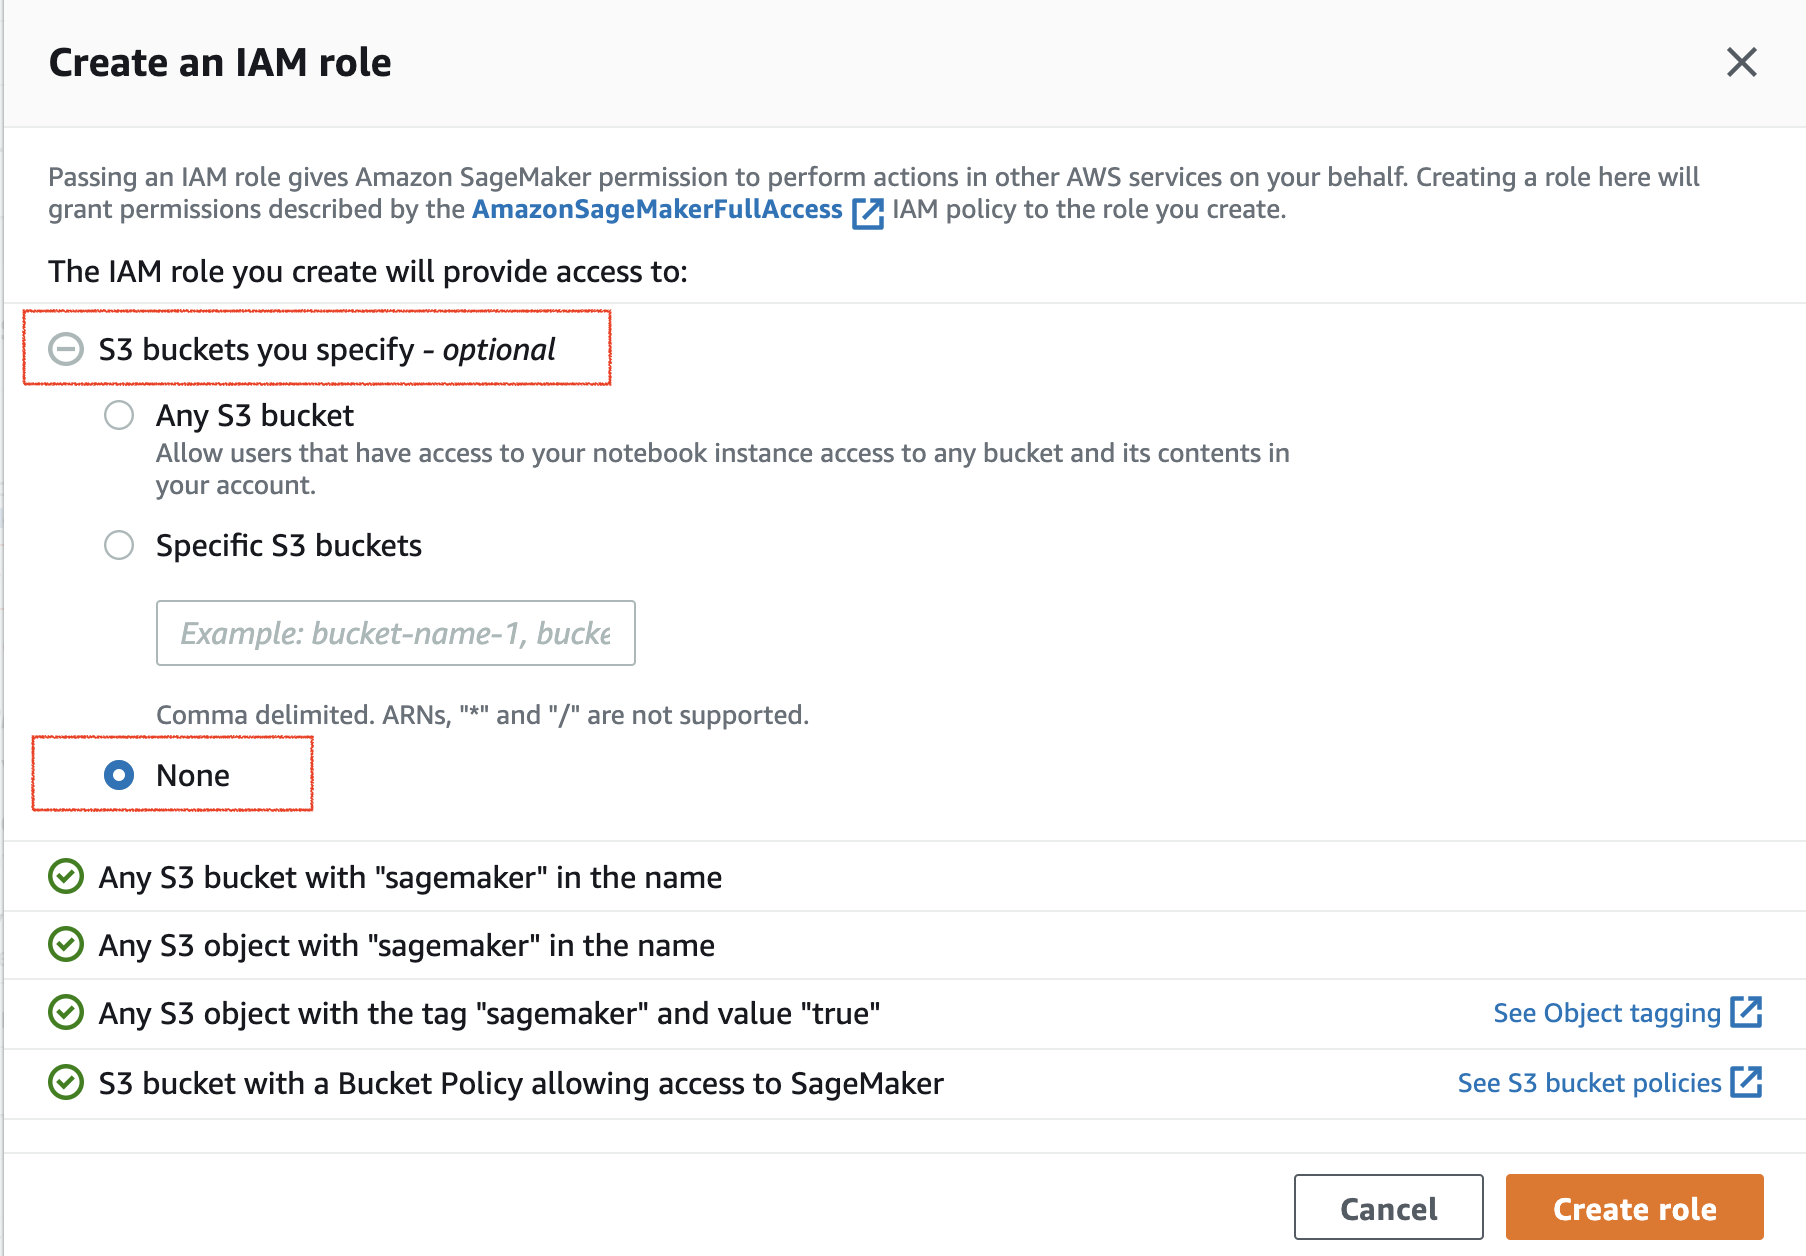 Create an IAM role
Passing an IAM role gives Amazon SageMaker permission to perform actions in other AWS services on your behalf. Creating a role here will
grant permissions described by the AmazonSageMakerFullAccess IAM policy to the role you create.
The IAM role you create will provide access to:
S3 buckets you specify - optional
Any S3 bucket
Allow users that have access to your notebook instance access to any bucket and its contents in
your account.
Specific S3 buckets
Example: bucket-name-1, bucke
Comma delimited. ARNs, "*" and "/" are not supported.
None
Any S3 bucket with "sagemaker" in the name
Any S3 object with "sagemaker" in the name
Any S3 object with the tag "sagemaker" and value "true" See Object tagging
S3 bucket with a Bucket Policy allowing access to SageMaker See S3 bucket policies
Cancel Create role